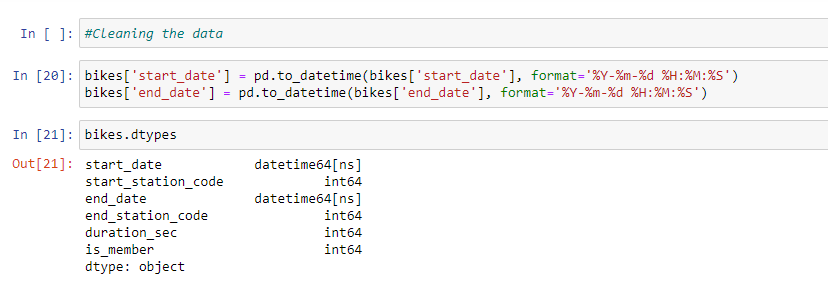 In [ ]: #Cleaning the data
In [20]: bikes['start_date'] = pd.to_datetime(bikes['start_date'], format='%Y-%m-%d %H:%M:%S')
bikes['end_date'] = pd.to_datetime(bikes['end_date'], format='%Y-%m-%d %H:%M:%S')
In [21]: bikes.dtypes
Out[21]: start_date datetime64[ns]
start_station_code int64
end_date datetime64[ns]
end_station_code int64
duration_sec int64
is_member int64
dtype: object